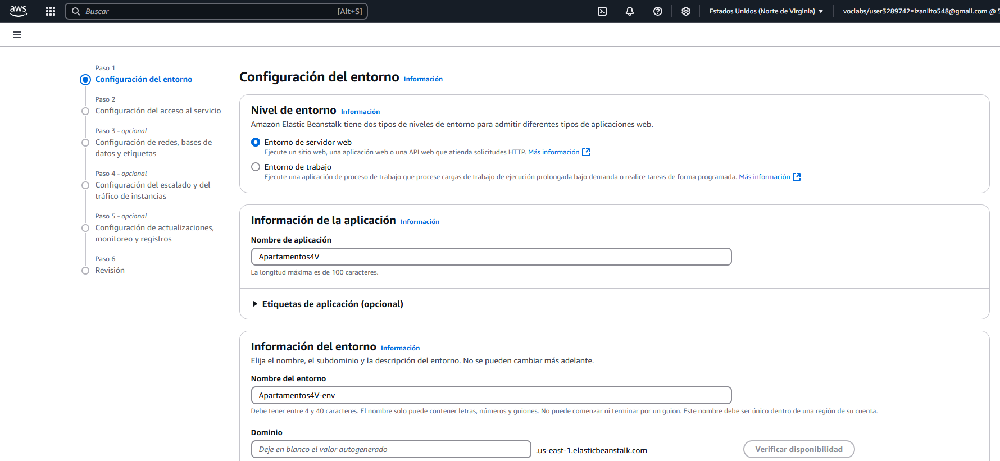 aws
Buscar
[Alt+S]
Estados Unidos (Norte de Virginia)
voclabs/user3289742=izaniito548@gmail.com @ 5
Paso 1
Configuración del entorno
Paso 2
Configuración del acceso al servicio
Paso 3 - opcional
Configuración de redes, bases de
datos y etiquetas
Paso 4 - opcional
Configuración del escalado y del
tráfico de instancias
Paso 5 - opcional
Configuración de actualizaciones,
monitoreo y registros
Paso 6
Revisión
Configuración del entorno Información
Nivel de entorno Información
Amazon Elastic Beanstalk tiene dos tipos de niveles de entorno para admitir diferentes tipos de aplicaciones web.
Entorno de servidor web
Ejecute un sitio web, una aplicación web o una API web que atienda solicitudes HTTP. Más información
Entorno de trabajo
Ejecute una aplicación de proceso de trabajo que procese cargas de trabajo de ejecución prolongada bajo demanda o realice tareas de forma programada. Más información
Información de la aplicación Información
Nombre de aplicación
Apartamentos4V
La longitud máxima es de 100 caracteres.
Etiquetas de aplicación (opcional)
Información del entorno Información
Elija el nombre, el subdominio y la descripción del entorno. No se pueden cambiar más adelante.
Nombre del entorno
Apartamentos4V-env
Debe tener entre 4 y 40 caracteres. El nombre solo puede contener letras, números y guiones. No puede comenzar ni terminar por un guion. Este nombre debe ser único dentro de una región de su cuenta.
Dominio
Deje en blanco el valor autogenerado
.us-east-1.elasticbeanstalk.com
Verificar disponibilidad